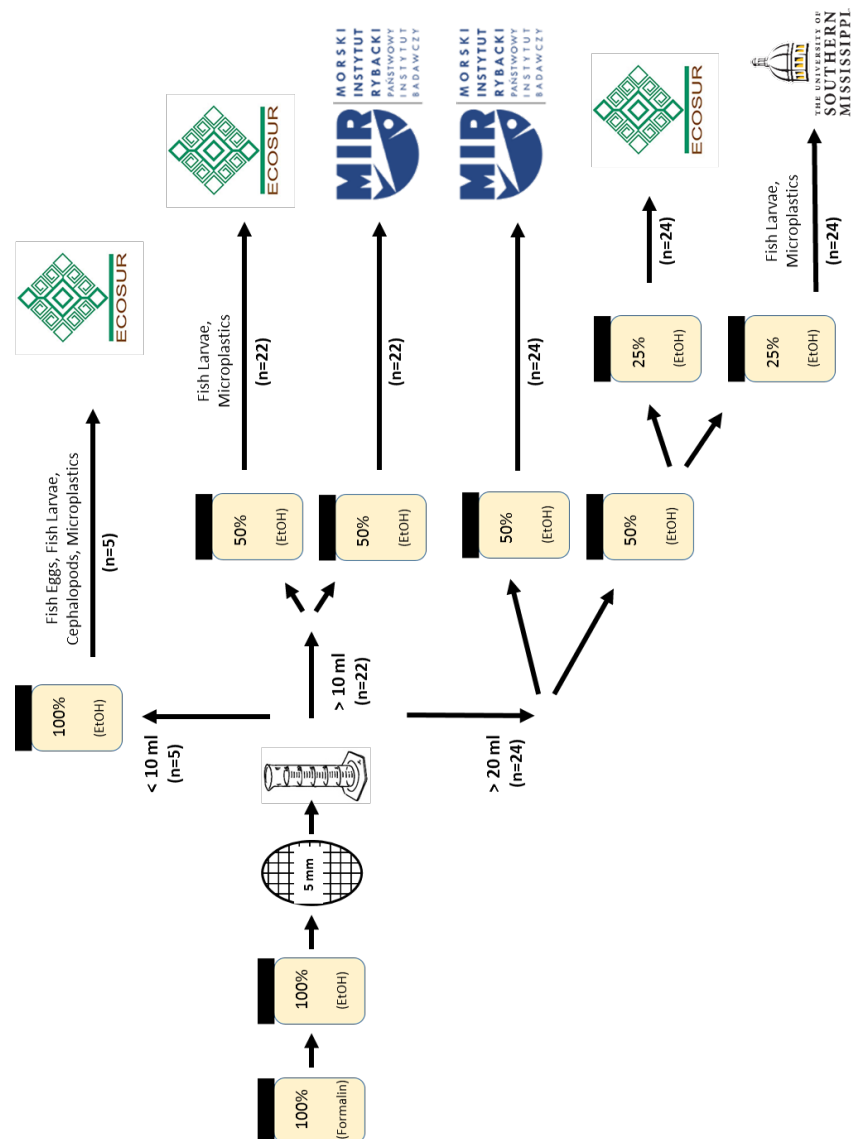 100%
(Formalin)
100%
(EtOH)
5 mm
< 10 ml
(n=5)
100%
(EtOH)
Fish Eggs, Fish Larvae,
Cephalopods, Microplastics
(n=5)
ECOSUR
> 10 ml
(n=22)
50%
(EtOH)
Fish Larvae,
Microplastics
(n=22)
ECOSUR
50%
(EtOH)
(n=22)
MIR
MORSKI
INSTYTUT
RYBACKI
PAŃSTWOWY
INSTYTUT
BADAWCZY
> 20 ml
(n=24)
50%
(EtOH)
(n=24)
MIR
MORSKI
INSTYTUT
RYBACKI
PAŃSTWOWY
INSTYTUT
BADAWCZY
50%
(EtOH)
25%
(EtOH)
(n=24)
ECOSUR
25%
(EtOH)
Fish Larvae,
Microplastics
(n=24)
THE UNIVERSITY OF
SOUTHERN
MISSISSIPPI